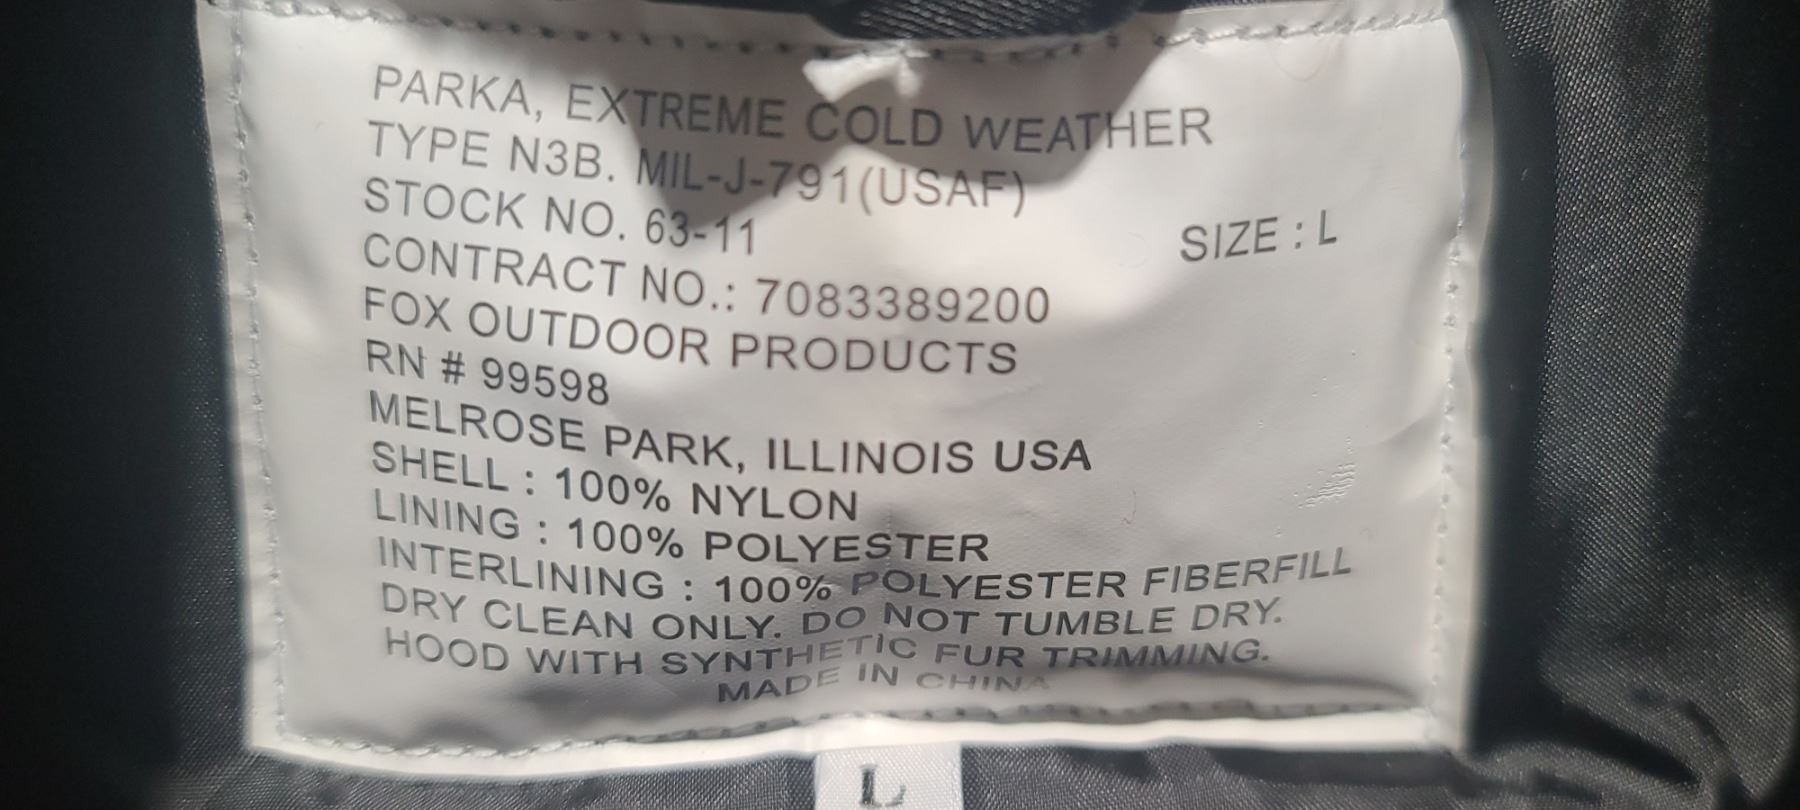 PARKA, EXTREME COLD WEATHER
TYPE N3B. MIL-J-791(USAF)
STOCK NO. 63-11
SIZE : L
CONTRACT NO.: 7083389200
FOX OUTDOOR PRODUCTS
RN # 99598
MELROSE PARK, ILLINOIS USA
SHELL : 100% NYLON
LINING : 100% POLYESTER
INTERLINING : 100% POLYESTER FIBERFILL
DRY CLEAN ONLY. DO NOT TUMBLE DRY.
HOOD WITH SYNTHETIC FUR TRIMMING.
MADE IN CHINA
L